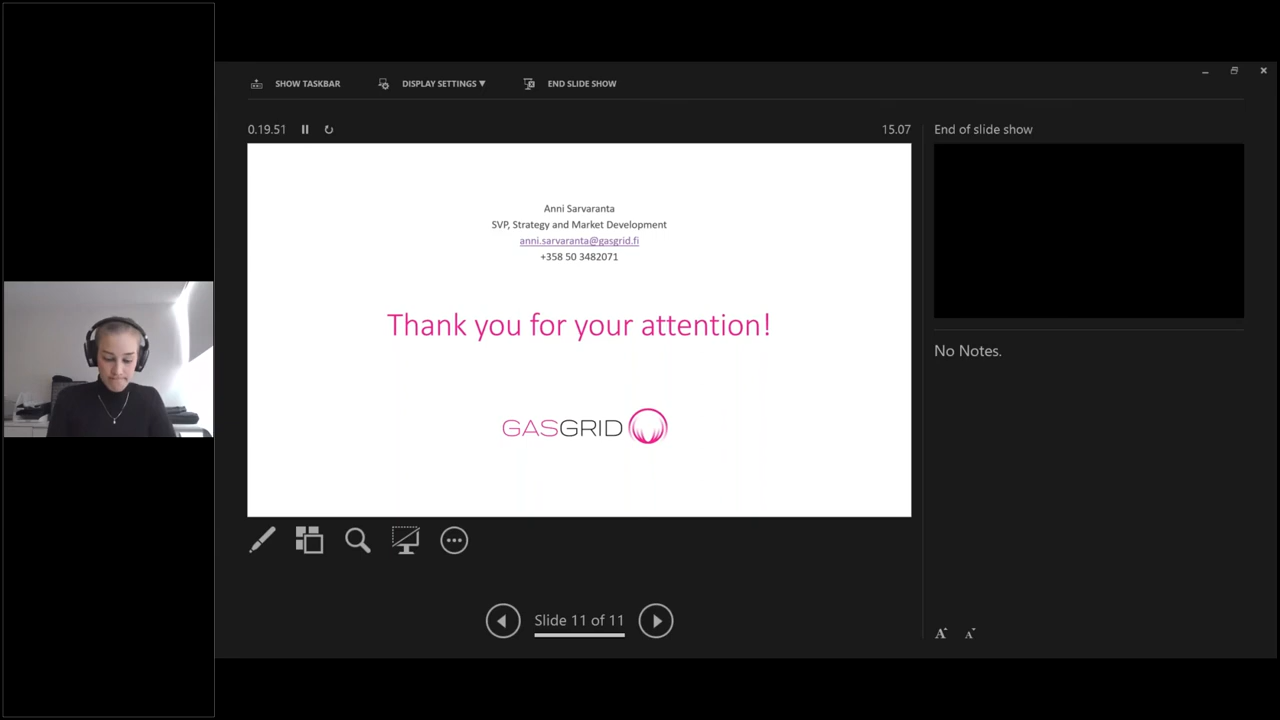 SHOW TASKBAR
DISPLAY SETTINGS ▼
END SLIDE SHOW
0.19.51
15.07
End of slide show
Anni Sarvaranta
SVP, Strategy and Market Development
anni.sarvaranta@gasgrid.fi
+358 50 3482071
Thank you for your attention!
GASGRID
No Notes.
Slide 11 of 11
A
A